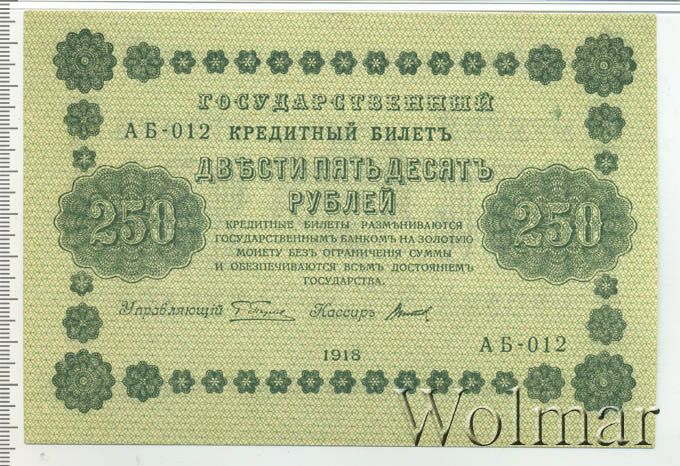 ГОСУДАРСТВЕННЫЙ
АБ-012 КРЕДИТНЫЙ БИЛЕТЪ
ДВѢСТИ ПЯТЬДЕСЯТЪ
РУБЛЕЙ
250 250
КРЕДИТНЫЕ БИЛЕТЫ РАЗМѢНИВАЮТСЯ
ГОСУДАРСТВЕННЫМЪ БАНКОМЪ НА ЗОЛОТУЮ
МОНЕТУ БЕЗЪ ОГРАНИЧЕНІЯ СУММЫ
И ОБЕЗПЕЧИВАЮТСЯ ВСѢМЪ ДОСТОЯНІЕМЪ
ГОСУДАРСТВА.
Управляющій Кассиръ
1918
АБ-012
Wolmar